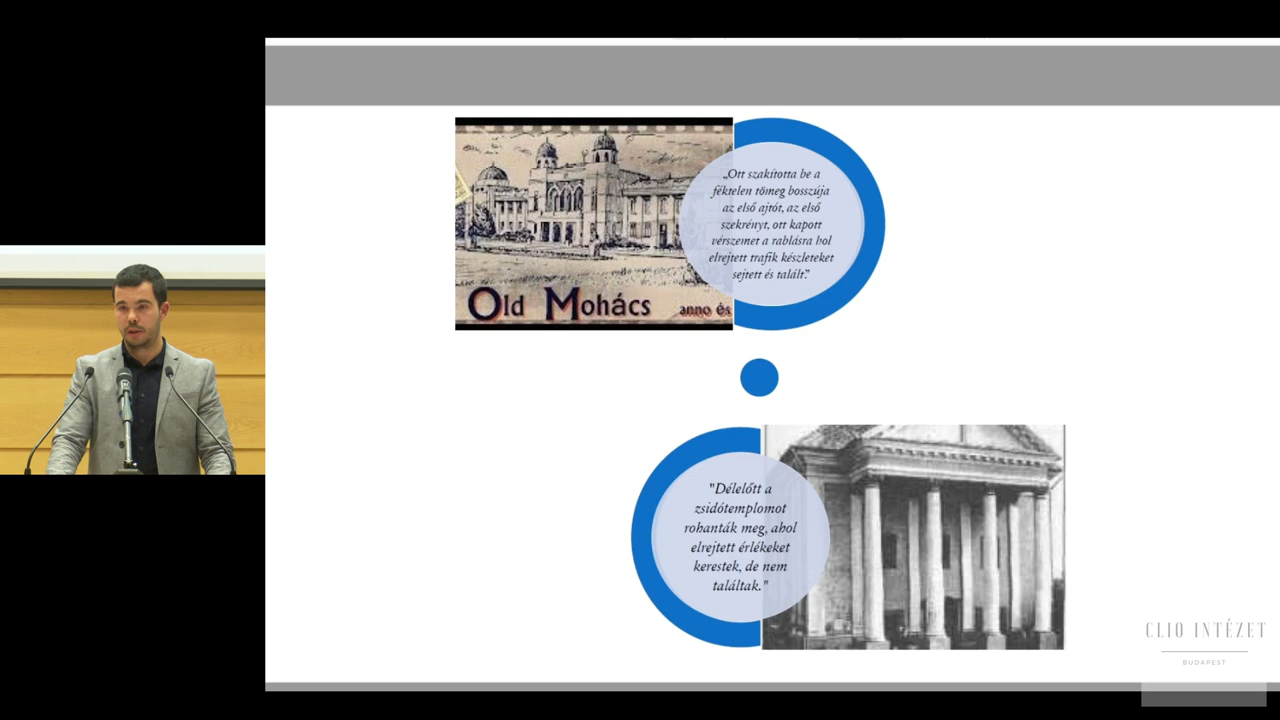 „Ott szakította be a
féktelen tömeg bosszúja
az első ajtót, az első
szekrényt, ott kapott
vérszemet a rablásra hol
elrejtett trafik készleteket
sejtett és talált.”
Old Mohács anno és
"Délelőtt a
zsidótemplomot
rohanták meg, ahol
elrejtett érlékeket
kerestek, de nem
találtak."
CLIO INTÉZET
BUDAPEST